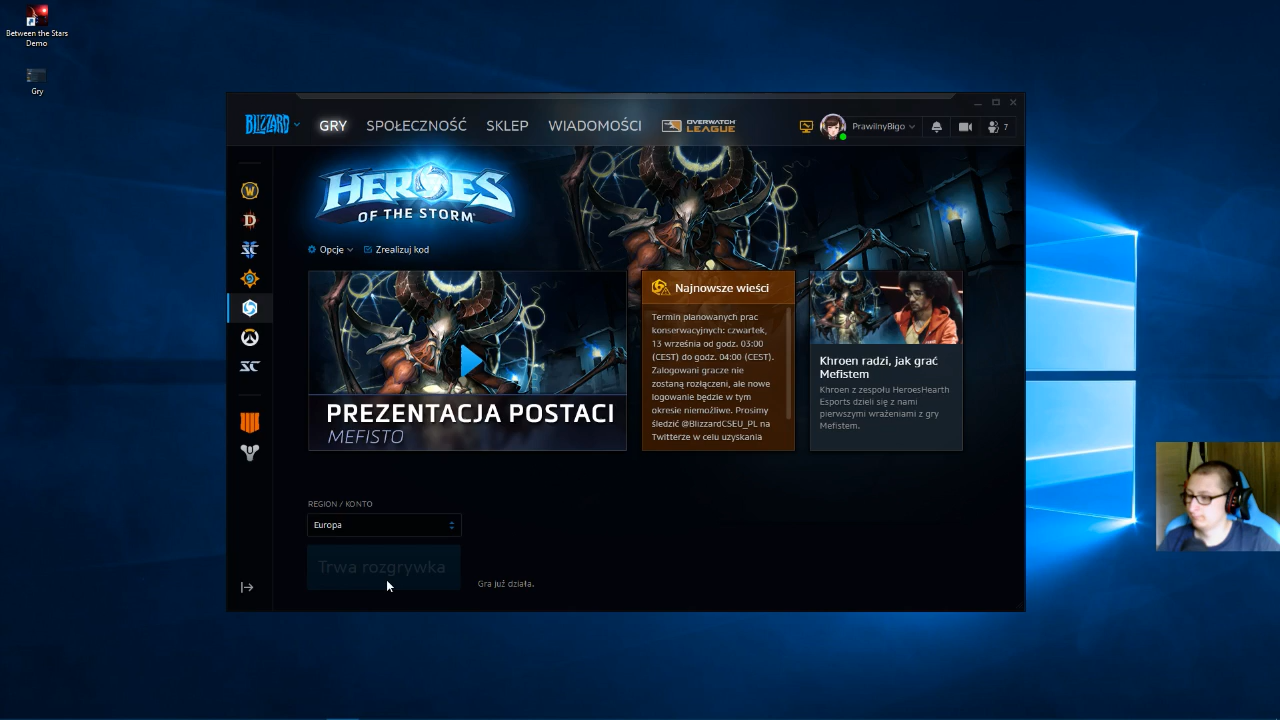 Between the Stars
Demo
Gry
BLIZZARD
GRY
SPOŁECZNOŚĆ
SKLEP
WIADOMOŚCI
OVERWATCH
LEAGUE
PrawilnyBigo
7
HEROES
OF THE STORM
Opcje
Zrealizuj kod
PREZENTACJA POSTACI
MEFISTO
Najnowsze wieści
Termin planowanych prac
konserwacyjnych: czwartek,
13 września od godz. 03:00
(CEST) do godz. 04:00 (CEST).
Zalogowani gracze nie
zostaną rozłączeni, ale nowe
logowanie będzie w tym
okresie niemożliwe. Prosimy
śledzić @BlizzardCSEU_PL na
Twitterze w celu uzyskania
Khroen radzi, jak grać
Mefistem
Khroen z zespołu HeroesHearth
Esports dzieli się z nami
pierwszymi wrażeniami z gry
Mefistem.
REGION / KONTO
Europa
Trwa rozgrywka
Gra już działa.